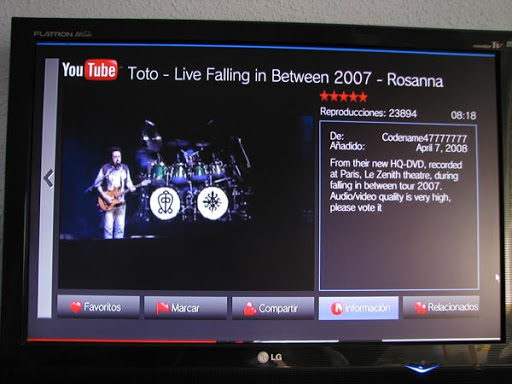 FLATRON
YouTube Toto - Live Falling in Between 2007 - Rosanna
Reproducciones: 23894 08:18
De: Codename47777777
Añadido: April 7, 2008
From their new HQ-DVD, recorded
at Paris, Le Zenith theatre, during
falling in between tour 2007.
Audio/video quality is very high,
please vote it
Favoritos
Marcar
Compartir
Información
Relacionados
LG